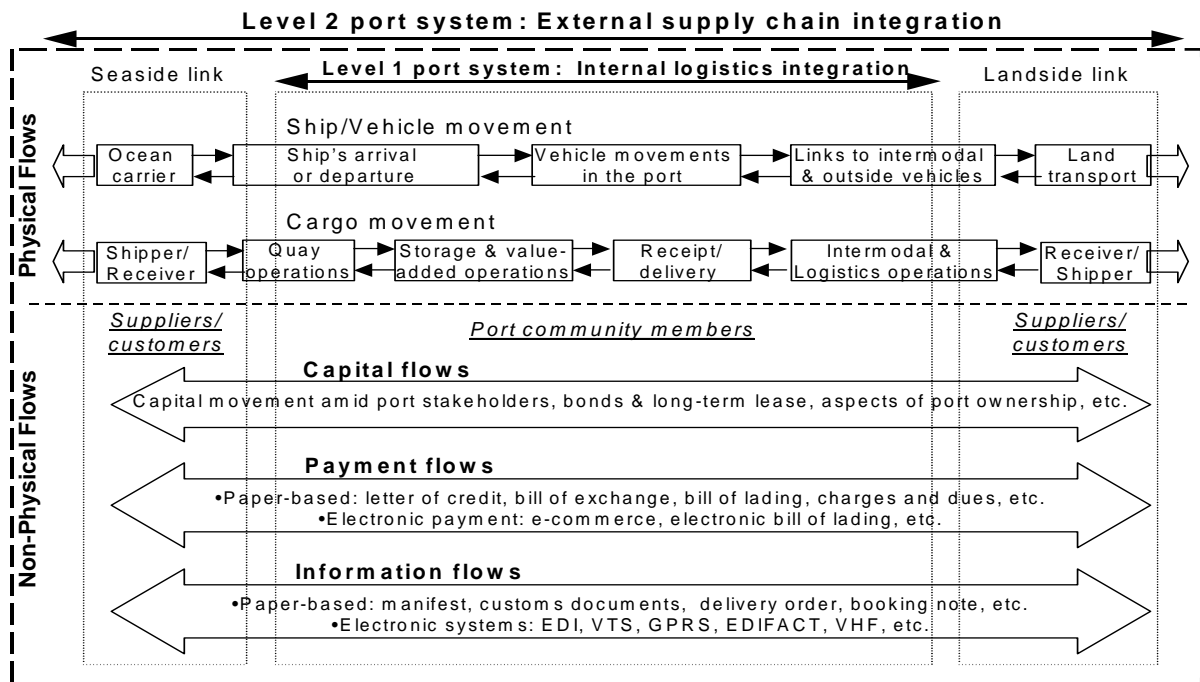 Level 2 port system: External supply chain integration
Seaside link
Level 1 port system: Internal logistics integration
Landside link
Physical Flows
Ship/Vehicle movement
Ocean
carrier
Ship's arrival
or departure
Vehicle movements
in the port
Links to intermodal
& outside vehicles
Land
transport
Cargo movement
Shipper/
Receiver
Quay
operations
Storage & value-
added operations
Receipt/
delivery
Intermodal &
Logistics operations
Receiver/
Shipper
Non-Physical Flows
Suppliers/
customers
Port community members
Suppliers/
customers
Capital flows
Capital movement amid port stakeholders, bonds & long-term lease, aspects of port ownership, etc.
Payment flows
•Paper-based: letter of credit, bill of exchange, bill of lading, charges and dues, etc.
•Electronic payment: e-commerce, electronic bill of lading, etc.
Information flows
•Paper-based: manifest, customs documents, delivery order, booking note, etc.
•Electronic systems: EDI, VTS, GPRS, EDIFACT, VHF, etc.